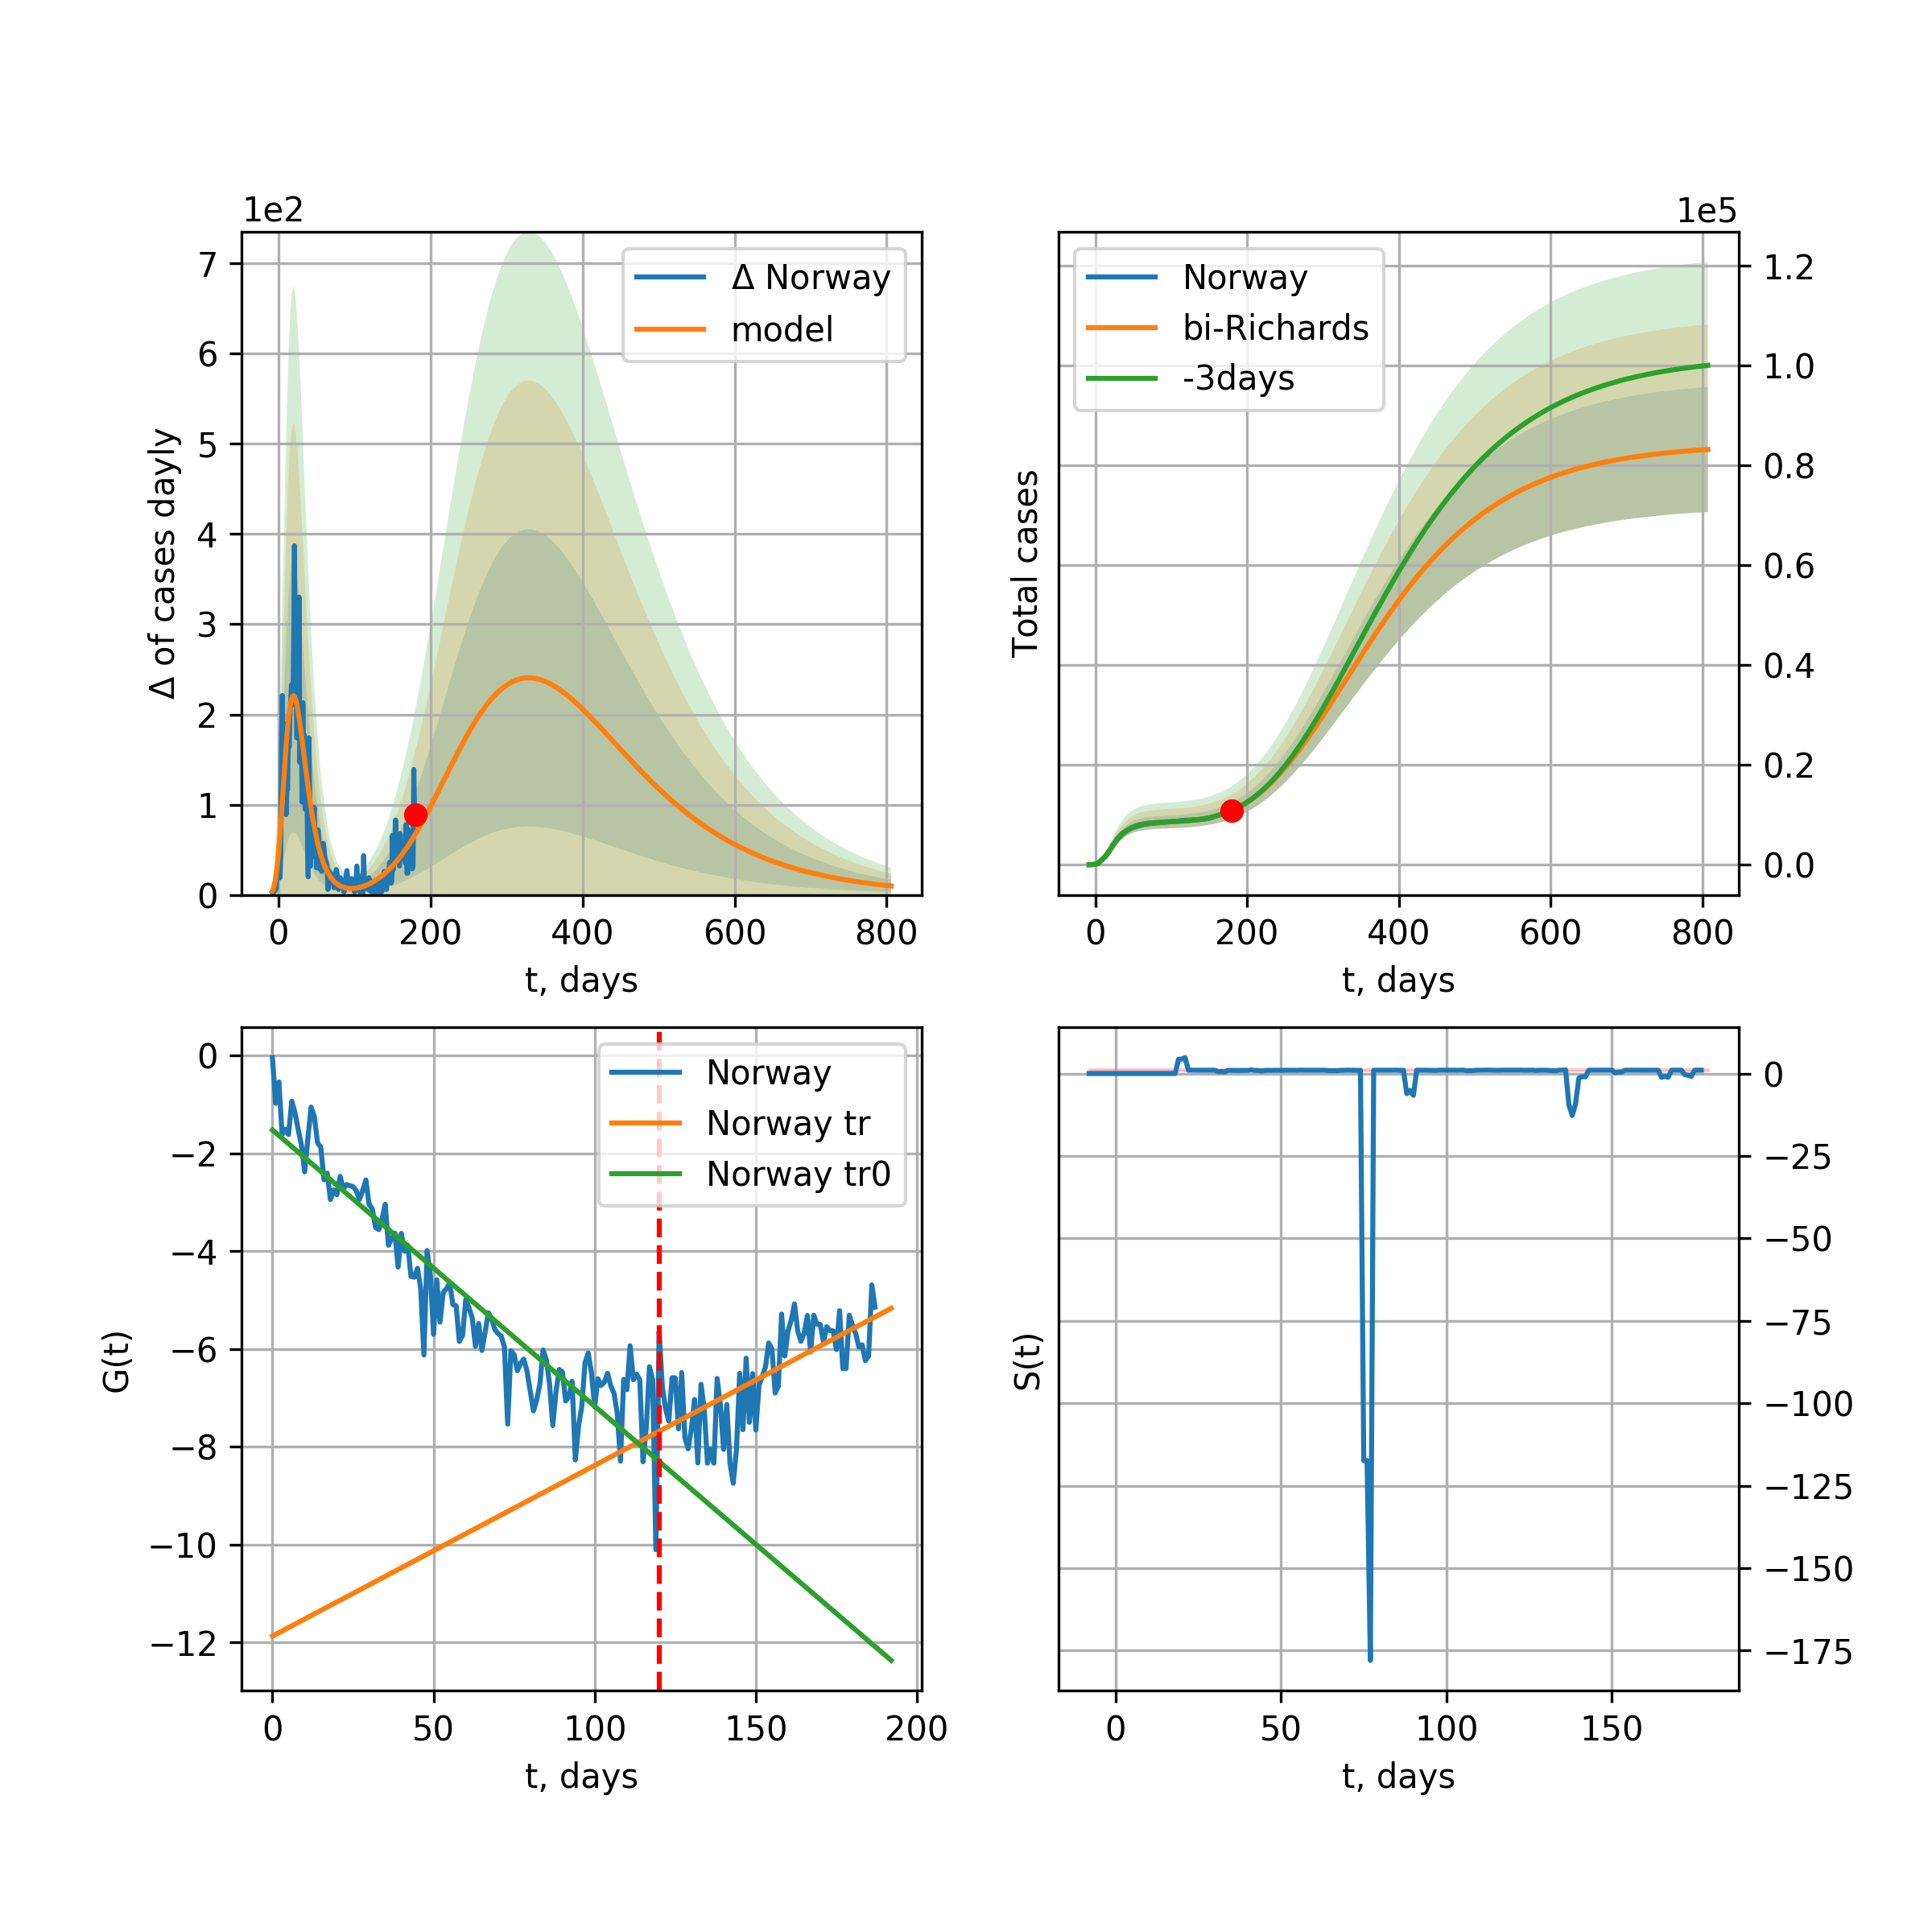 1e2
Δ of cases dayly
7
6
5
4
3
2
1
0
0 200 400 600 800
t, days
Δ Norway
model
1e5
Total cases
1.2
1.0
0.8
0.6
0.4
0.2
0.0
0 200 400 600 800
t, days
Norway
bi-Richards
-3days
G(t)
0
−2
−4
−6
−8
−10
−12
0 50 100 150 200
t, days
Norway
Norway tr
Norway tr0
S(t)
0
−25
−50
−75
−100
−125
−150
−175
0 50 100 150
t, days